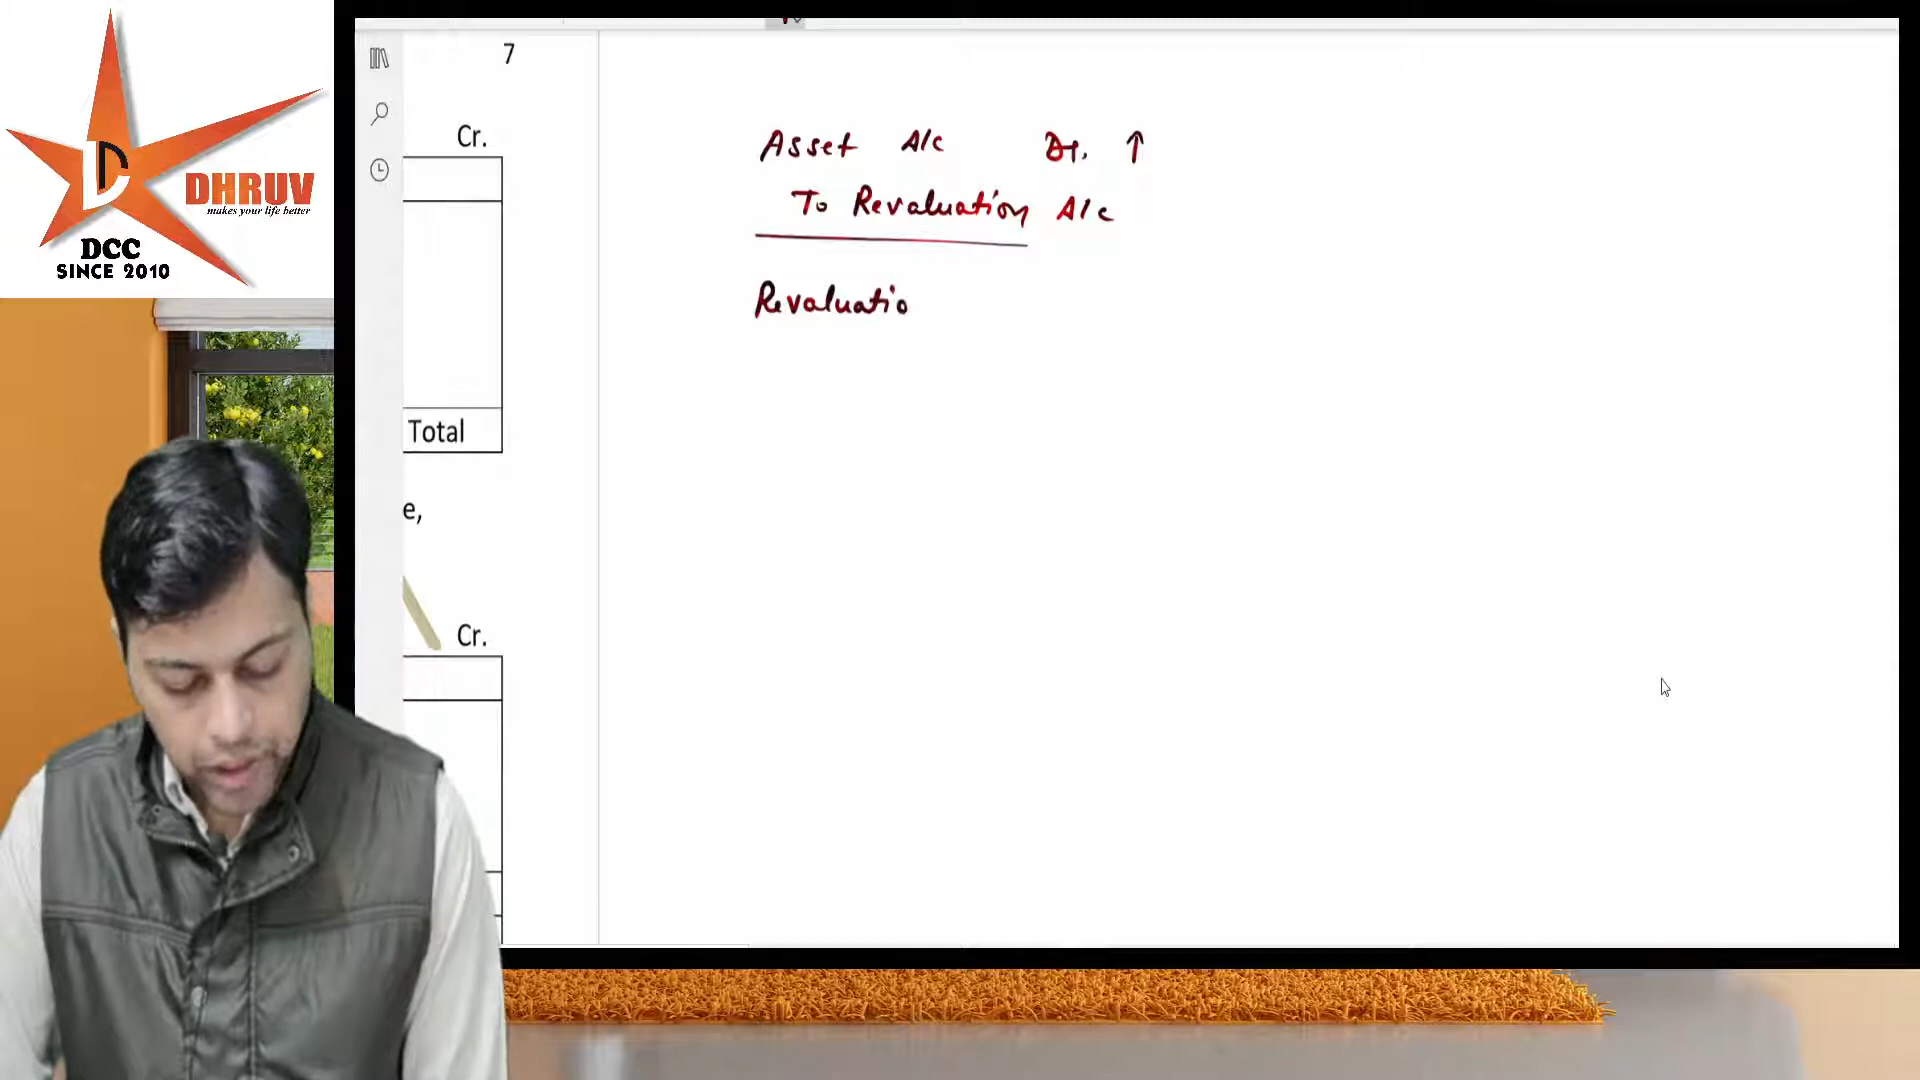 DHRUV
makes your life better
DCC
SINCE 2010
7
Cr.
Total
e,
Cr.
Asset A/c Dr. ↑
To Revaluation A/c
Revaluatio